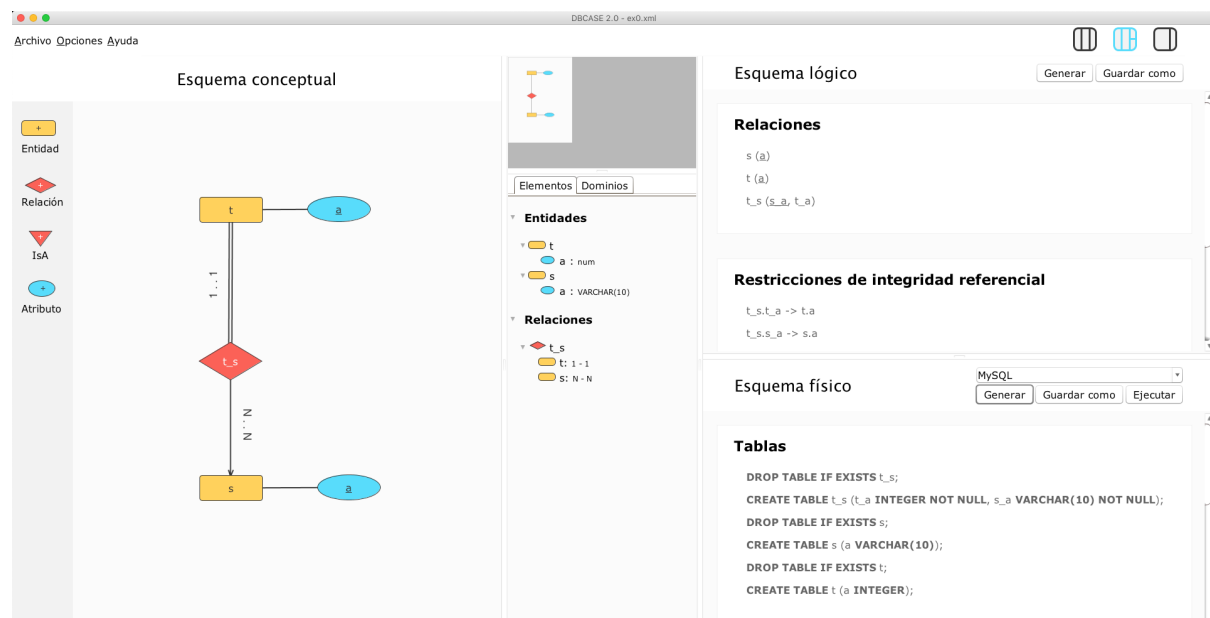 DBCASE 2.0 - ex0.xml
Archivo Opciones Ayuda
Esquema conceptual
+
Entidad
+
Relación
+
IsA
+
Atributo
t
a
1..1
t_s
N..N
s
a
Elementos Dominios
Entidades
t
a : num
s
a : VARCHAR(10)
Relaciones
t_s
t: 1 - 1
s: N - N
Esquema lógico
Generar Guardar como
Relaciones
s (a)
t (a)
t_s (s_a, t_a)
Restricciones de integridad referencial
t_s.t_a -> t.a
t_s.s_a -> s.a
Esquema físico
MySQL
Generar Guardar como Ejecutar
Tablas
DROP TABLE IF EXISTS t_s;
CREATE TABLE t_s (t_a INTEGER NOT NULL, s_a VARCHAR(10) NOT NULL);
DROP TABLE IF EXISTS s;
CREATE TABLE s (a VARCHAR(10));
DROP TABLE IF EXISTS t;
CREATE TABLE t (a INTEGER);